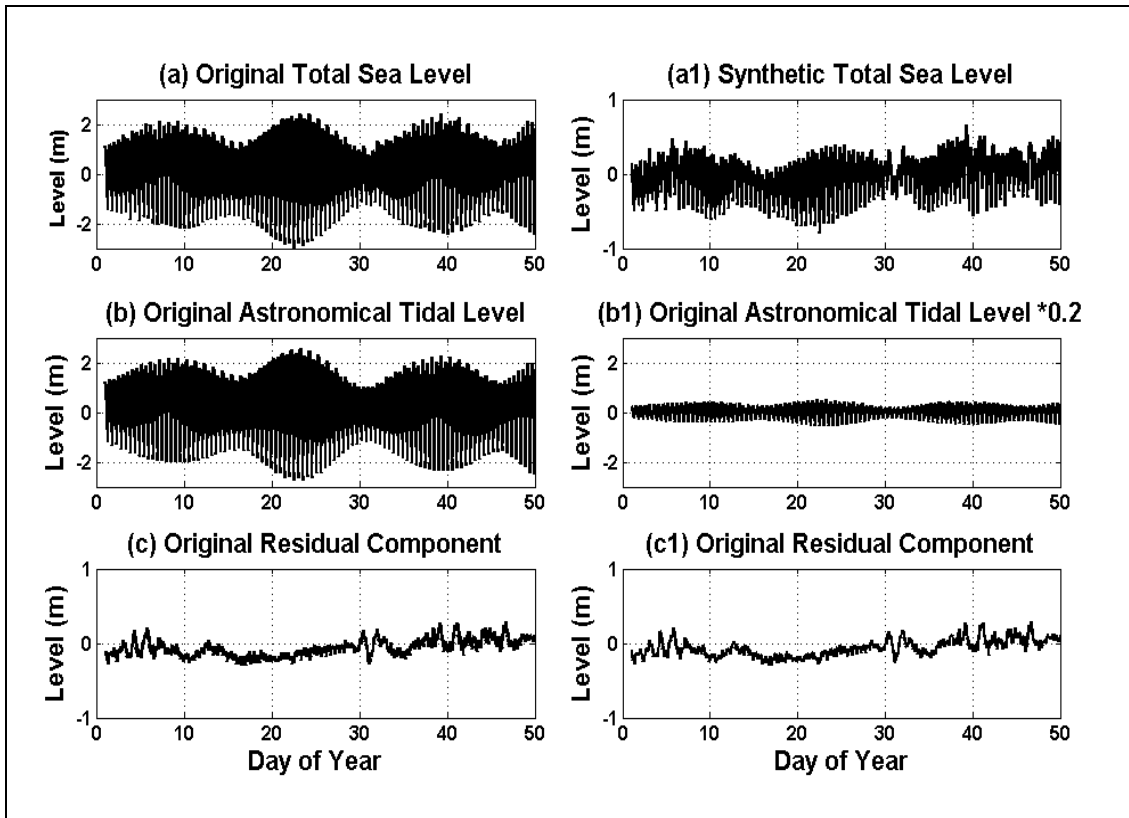 (a) Original Total Sea Level
Level (m)
2
0
-2
0 10 20 30 40 50
(a1) Synthetic Total Sea Level
Level (m)
1
0
-1
0 10 20 30 40 50
(b) Original Astronomical Tidal Level
Level (m)
2
0
-2
0 10 20 30 40 50
(b1) Original Astronomical Tidal Level *0.2
Level (m)
2
0
-2
0 10 20 30 40 50
(c) Original Residual Component
Level (m)
1
0
-1
0 10 20 30 40 50
Day of Year
(c1) Original Residual Component
Level (m)
1
0
-1
0 10 20 30 40 50
Day of Year